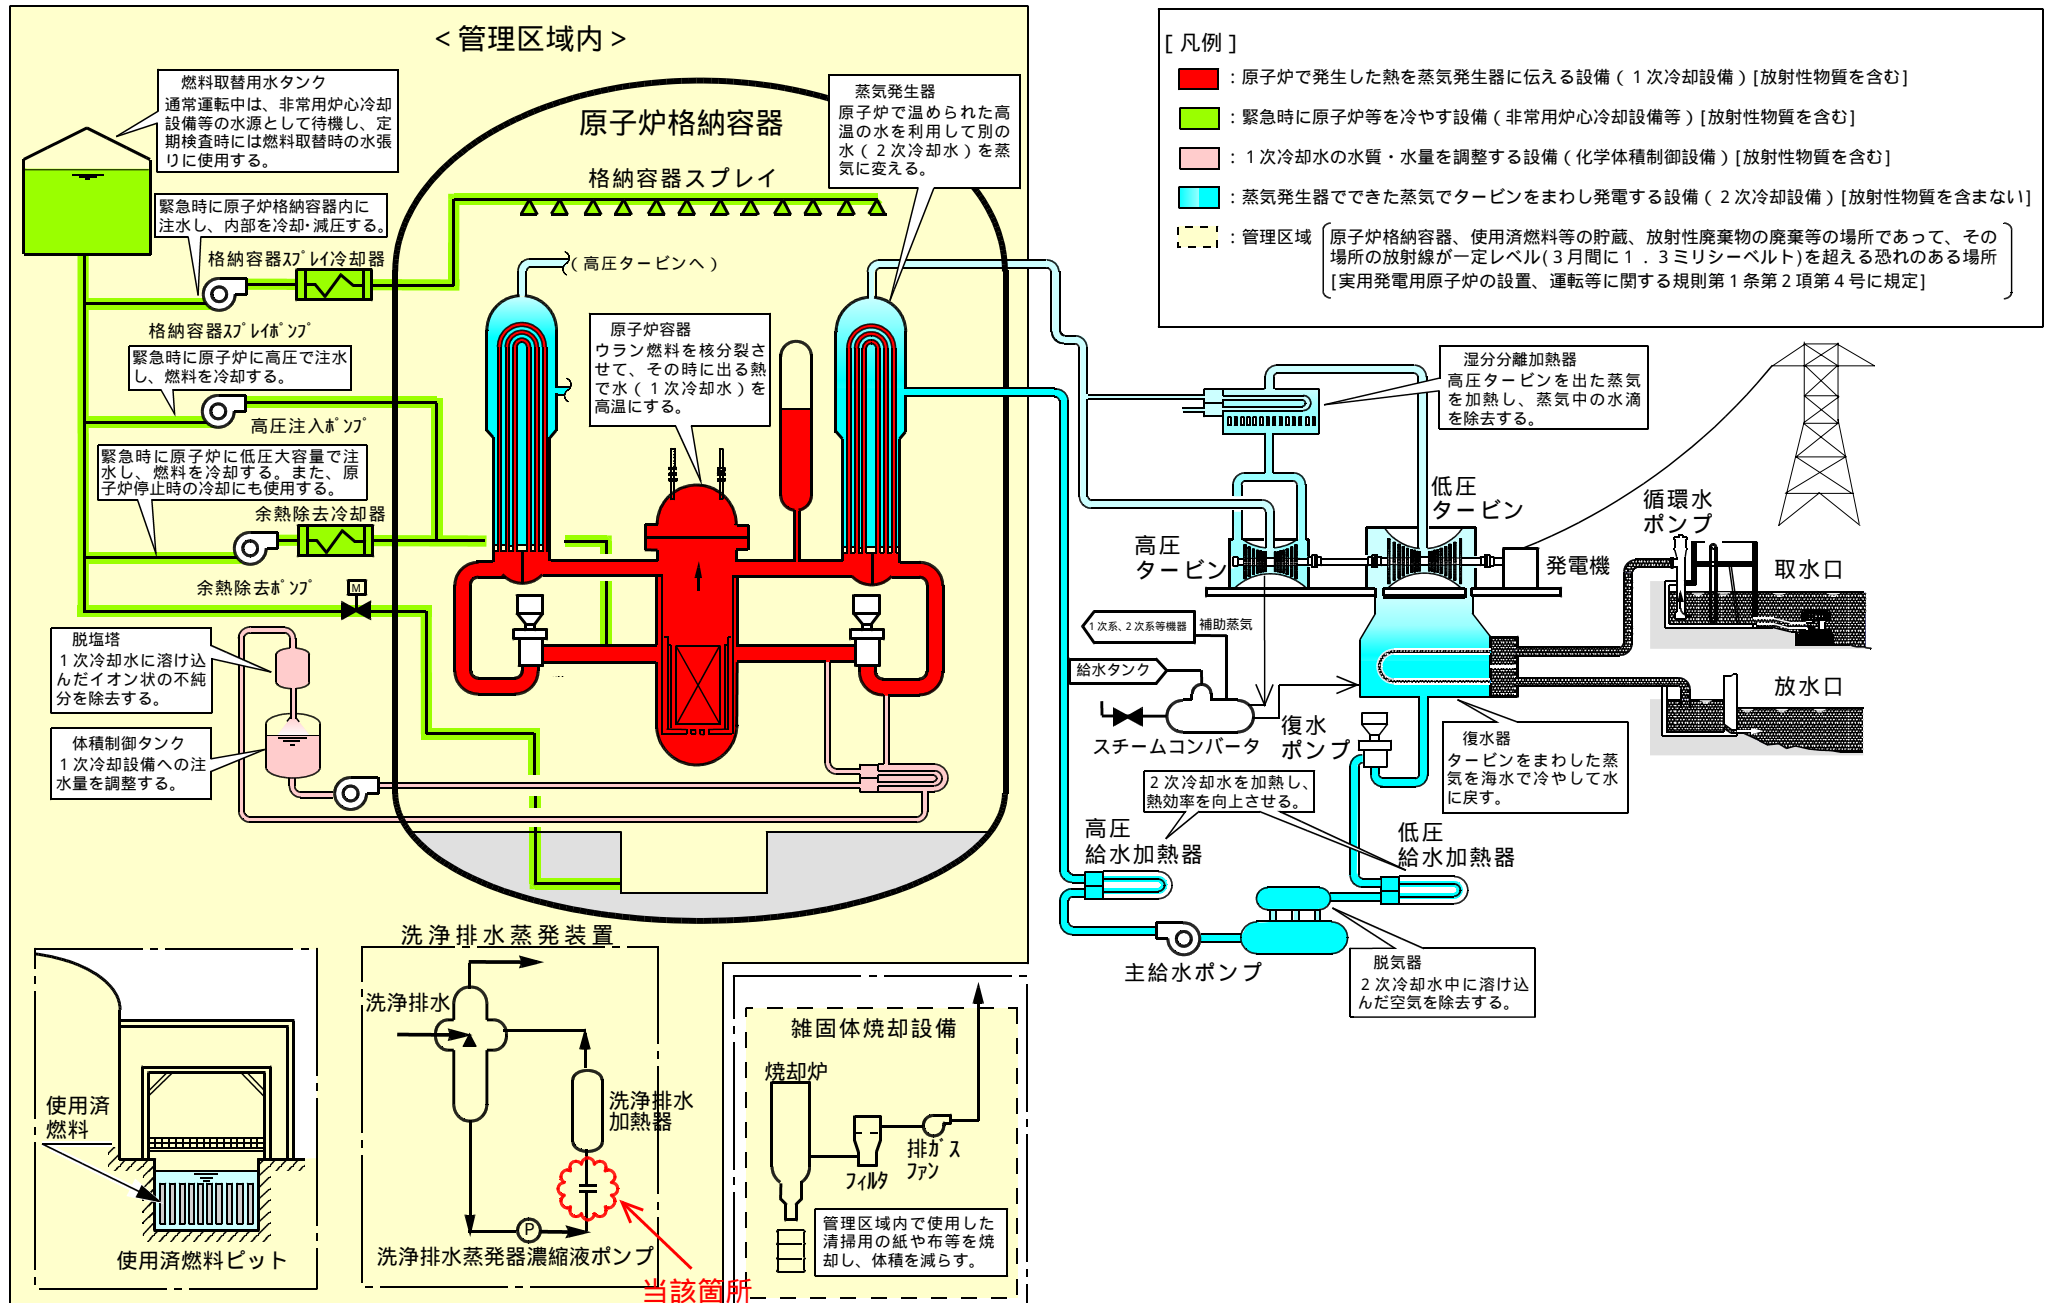 ＜管理区域内＞
燃料取替用水タンク
通常運転中は、非常用炉心冷却
設備等の水源として待機し、定
期検査時には燃料取替時の水張
りに使用する。
緊急時に原子炉格納容器内に
注水し、内部を冷却･減圧する。
格納容器ｽﾌﾟﾚｲ冷却器
格納容器ｽﾌﾟﾚｲﾎﾟﾝﾌﾟ
緊急時に原子炉に高圧で注水
し、燃料を冷却する。
高圧注入ﾎﾟﾝﾌﾟ
緊急時に原子炉に低圧大容量で注
水し、燃料を冷却する。また、原
子炉停止時の冷却にも使用する。
余熱除去冷却器
余熱除去ﾎﾟﾝﾌﾟ
M
脱塩塔
１次冷却水に溶け込
んだイオン状の不純
分を除去する。
体積制御タンク
１次冷却設備への注
水量を調整する。
原子炉格納容器
格納容器スプレイ
蒸気発生器
原子炉で温められた高
温の水を利用して別の
水（２次冷却水）を蒸
気に変える。
（高圧タービンへ）
原子炉容器
ウラン燃料を核分裂さ
せて、その時に出る熱
で水（１次冷却水）を
高温にする。
[凡例]
：原子炉で発生した熱を蒸気発生器に伝える設備（１次冷却設備）[放射性物質を含む]
：緊急時に原子炉等を冷やす設備（非常用炉心冷却設備等）[放射性物質を含む]
：１次冷却水の水質・水量を調整する設備（化学体積制御設備）[放射性物質を含む]
：蒸気発生器でできた蒸気でタービンをまわし発電する設備（２次冷却設備）[放射性物質を含まない]
：管理区域
原子炉格納容器、使用済燃料等の貯蔵、放射性廃棄物の廃棄等の場所であって、その
場所の放射線が一定レベル(３月間に１．３ミリシーベルト)を超える恐れのある場所
[実用発電用原子炉の設置、運転等に関する規則第１条第２項第４号に規定]
湿分分離加熱器
高圧タービンを出た蒸気
を加熱し、蒸気中の水滴
を除去する。
低圧
タービン
高圧
タービン
発電機
循環水
ポンプ
取水口
放水口
１次系、２次系等機器
補助蒸気
給水タンク
スチームコンバータ
復水
ポンプ
復水器
タービンをまわした蒸
気を海水で冷やして水
に戻す。
２次冷却水を加熱し、
熱効率を向上させる。
高圧
給水加熱器
低圧
給水加熱器
主給水ポンプ
脱気器
２次冷却水中に溶け込
んだ空気を除去する。
使用済
燃料
使用済燃料ピット
洗浄排水蒸発装置
洗浄排水
洗浄排水
加熱器
P
洗浄排水蒸発器濃縮液ポンプ
当該箇所
雑固体焼却設備
焼却炉
ﾌｨﾙﾀ
排ｶﾞｽ
ﾌｧﾝ
管理区域内で使用した
清掃用の紙や布等を焼
却し、体積を減らす。